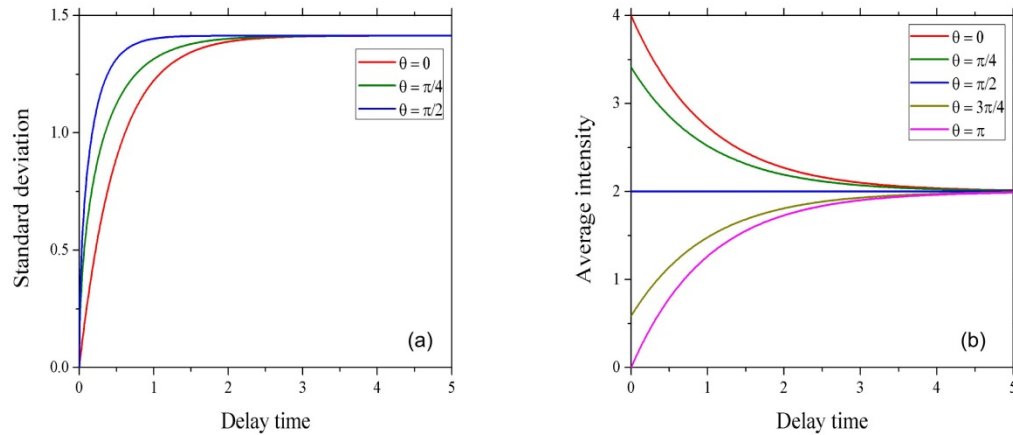 1.5
1.0
0.5
0.0
Standard deviation
θ = 0
θ = π/4
θ = π/2
(a)
0 1 2 3 4 5
Delay time
4
3
2
1
0
Average intensity
θ = 0
θ = π/4
θ = π/2
θ = 3π/4
θ = π
(b)
0 1 2 3 4 5
Delay time